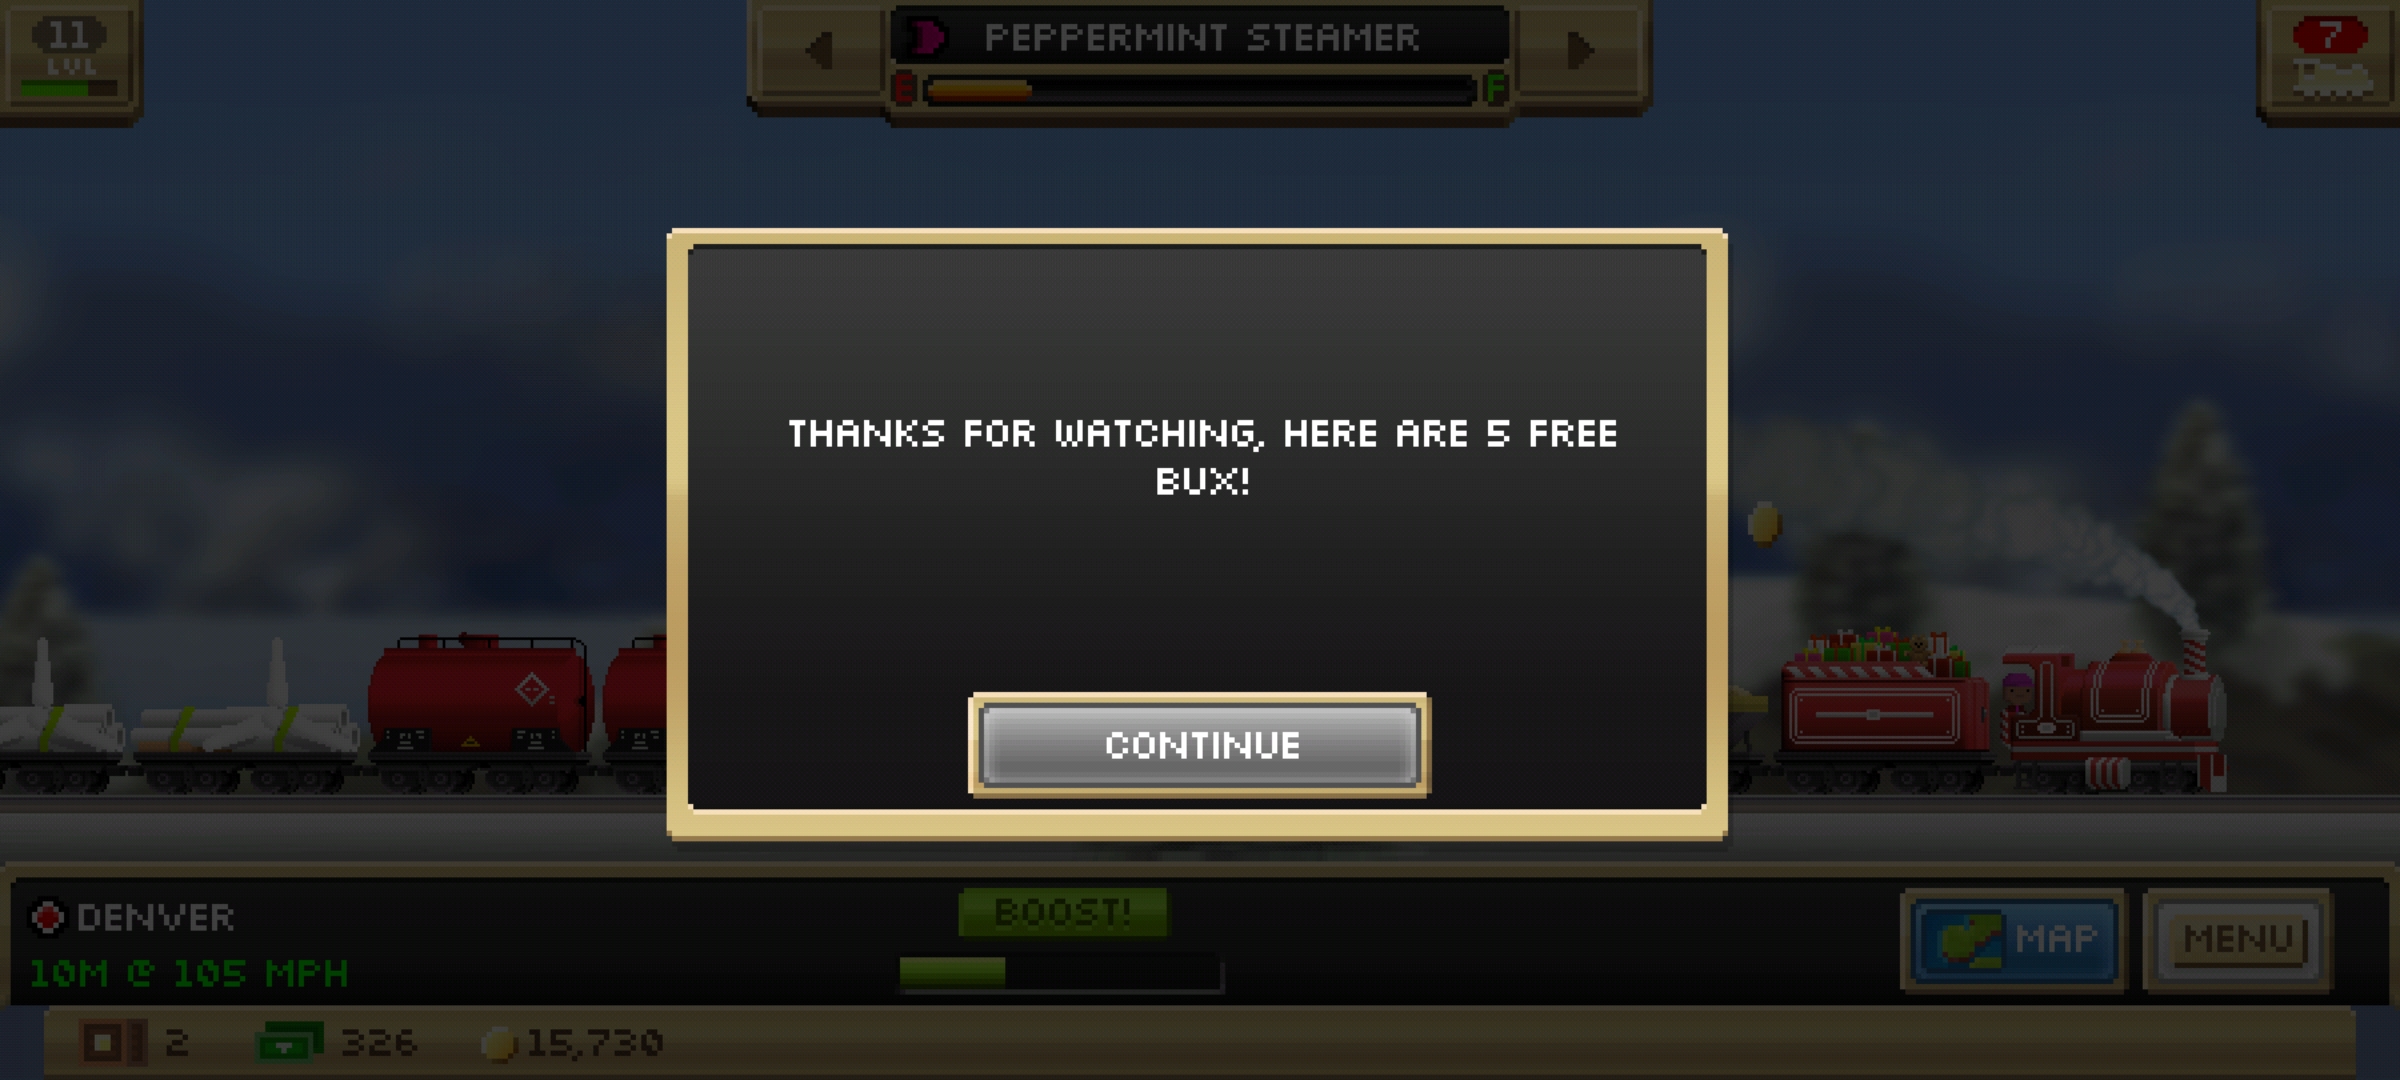 11
LVL
PEPPERMINT STEAMER
E F
7
THANKS FOR WATCHING, HERE ARE 5 FREE
BUX!
CONTINUE
DENVER
10M @ 105 MPH
BOOST!
MAP
MENU
2 326 15,730